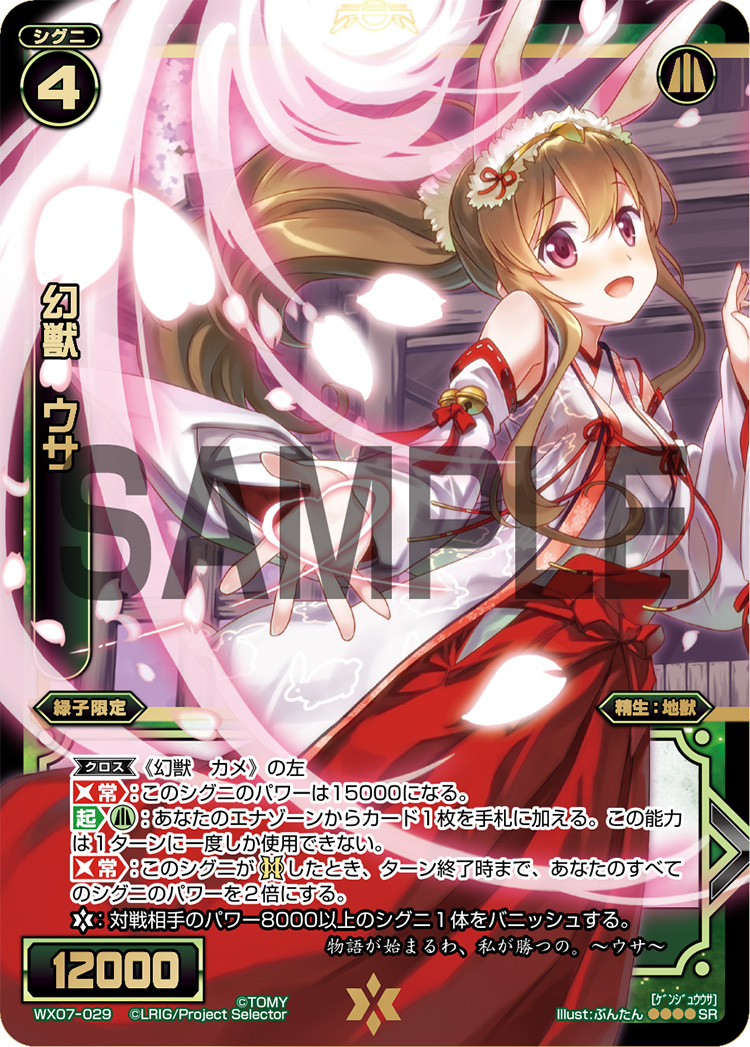 シグニ
4
幻獣 ウサ
SAMPLE
緑子限定
精生：地獣
クロス 《幻獣 カメ》の左
常：このシグニのパワーは15000になる。
起：あなたのエナゾーンからカード1枚を手札に加える。この能力
は1ターンに一度しか使用できない。
常：このシグニがしたとき、ターン終了時まで、あなたのすべて
のシグニのパワーを2倍にする。
：対戦相手のパワー8000以上のシグニ1体をバニッシュする。
物語が始まるわ、私が勝つの。～ウサ～
12000
WX07-029 ©LRIG/Project Selector ©TOMY
[ｹﾞﾝｼﾞｭｳｳｻ]
Illust:ぶんたん SR